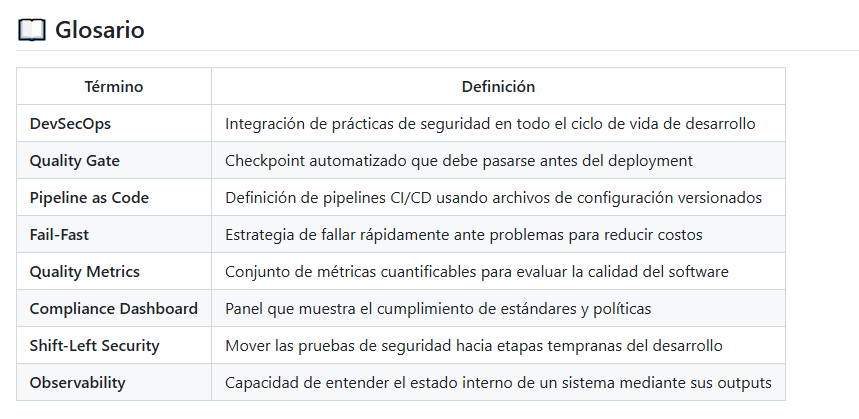 📖 Glosario
Término Definición
DevSecOps Integración de prácticas de seguridad en todo el ciclo de vida de desarrollo
Quality Gate Checkpoint automatizado que debe pasarse antes del deployment
Pipeline as Code Definición de pipelines CI/CD usando archivos de configuración versionados
Fail-Fast Estrategia de fallar rápidamente ante problemas para reducir costos
Quality Metrics Conjunto de métricas cuantificables para evaluar la calidad del software
Compliance Dashboard Panel que muestra el cumplimiento de estándares y políticas
Shift-Left Security Mover las pruebas de seguridad hacia etapas tempranas del desarrollo
Observability Capacidad de entender el estado interno de un sistema mediante sus outputs